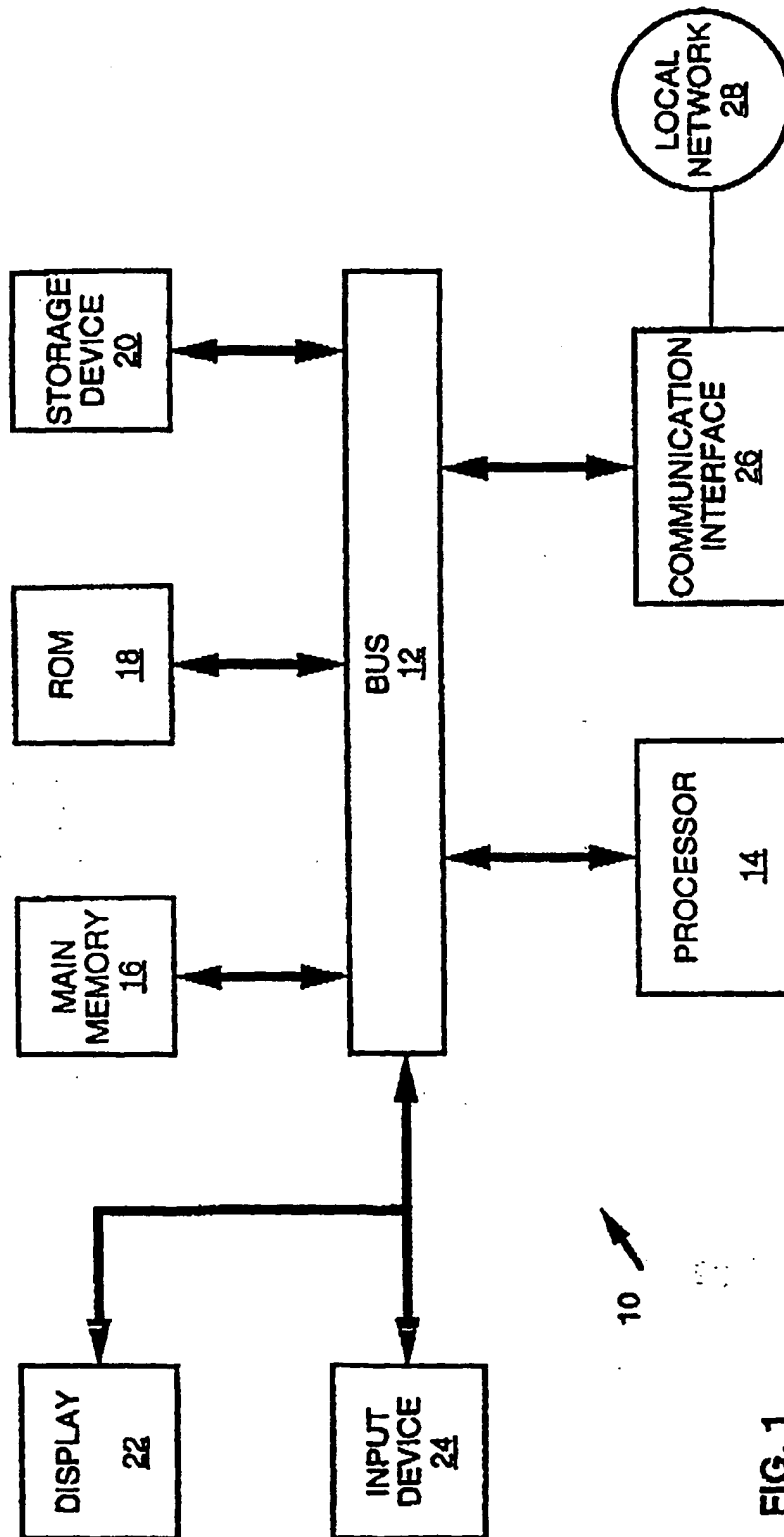 DISPLAY
22
INPUT
DEVICE
24
MAIN
MEMORY
16
ROM
18
STORAGE
DEVICE
20
BUS
12
PROCESSOR
14
COMMUNICATION
INTERFACE
26
LOCAL
NETWORK
28
10
FIG. 1